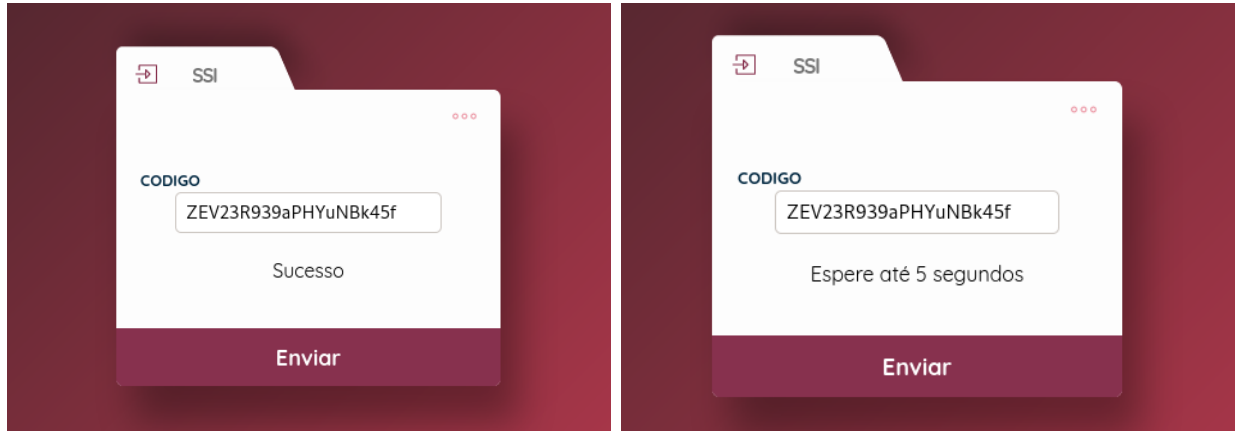 SSI
CODIGO
ZEV23R939aPHYuNBk45f
Sucesso
Enviar
SSI
CODIGO
ZEV23R939aPHYuNBk45f
Espere até 5 segundos
Enviar